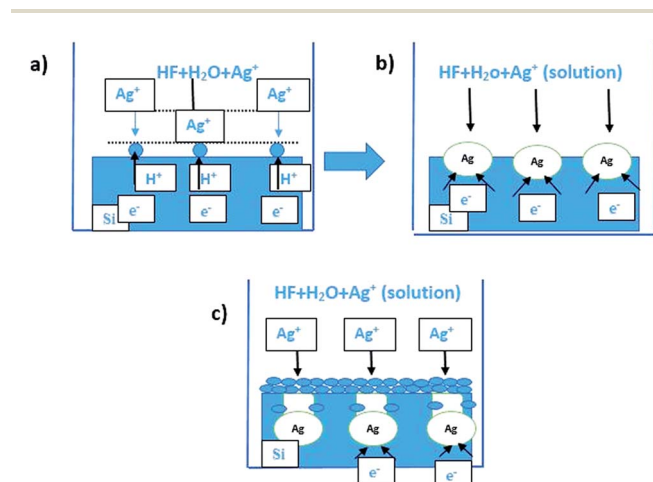 a)
HF+H₂O+Ag⁺
Ag⁺
Ag⁺
Ag⁺
H⁺
H⁺
H⁺
e⁻
e⁻
e⁻
Si
b)
HF+H₂o+Ag⁺ (solution)
Ag
Ag
Ag
e⁻
e⁻
e⁻
Si
c)
HF+H₂O+Ag⁺ (solution)
Ag⁺
Ag⁺
Ag⁺
Ag
Ag
Ag
Si
e⁻
e⁻